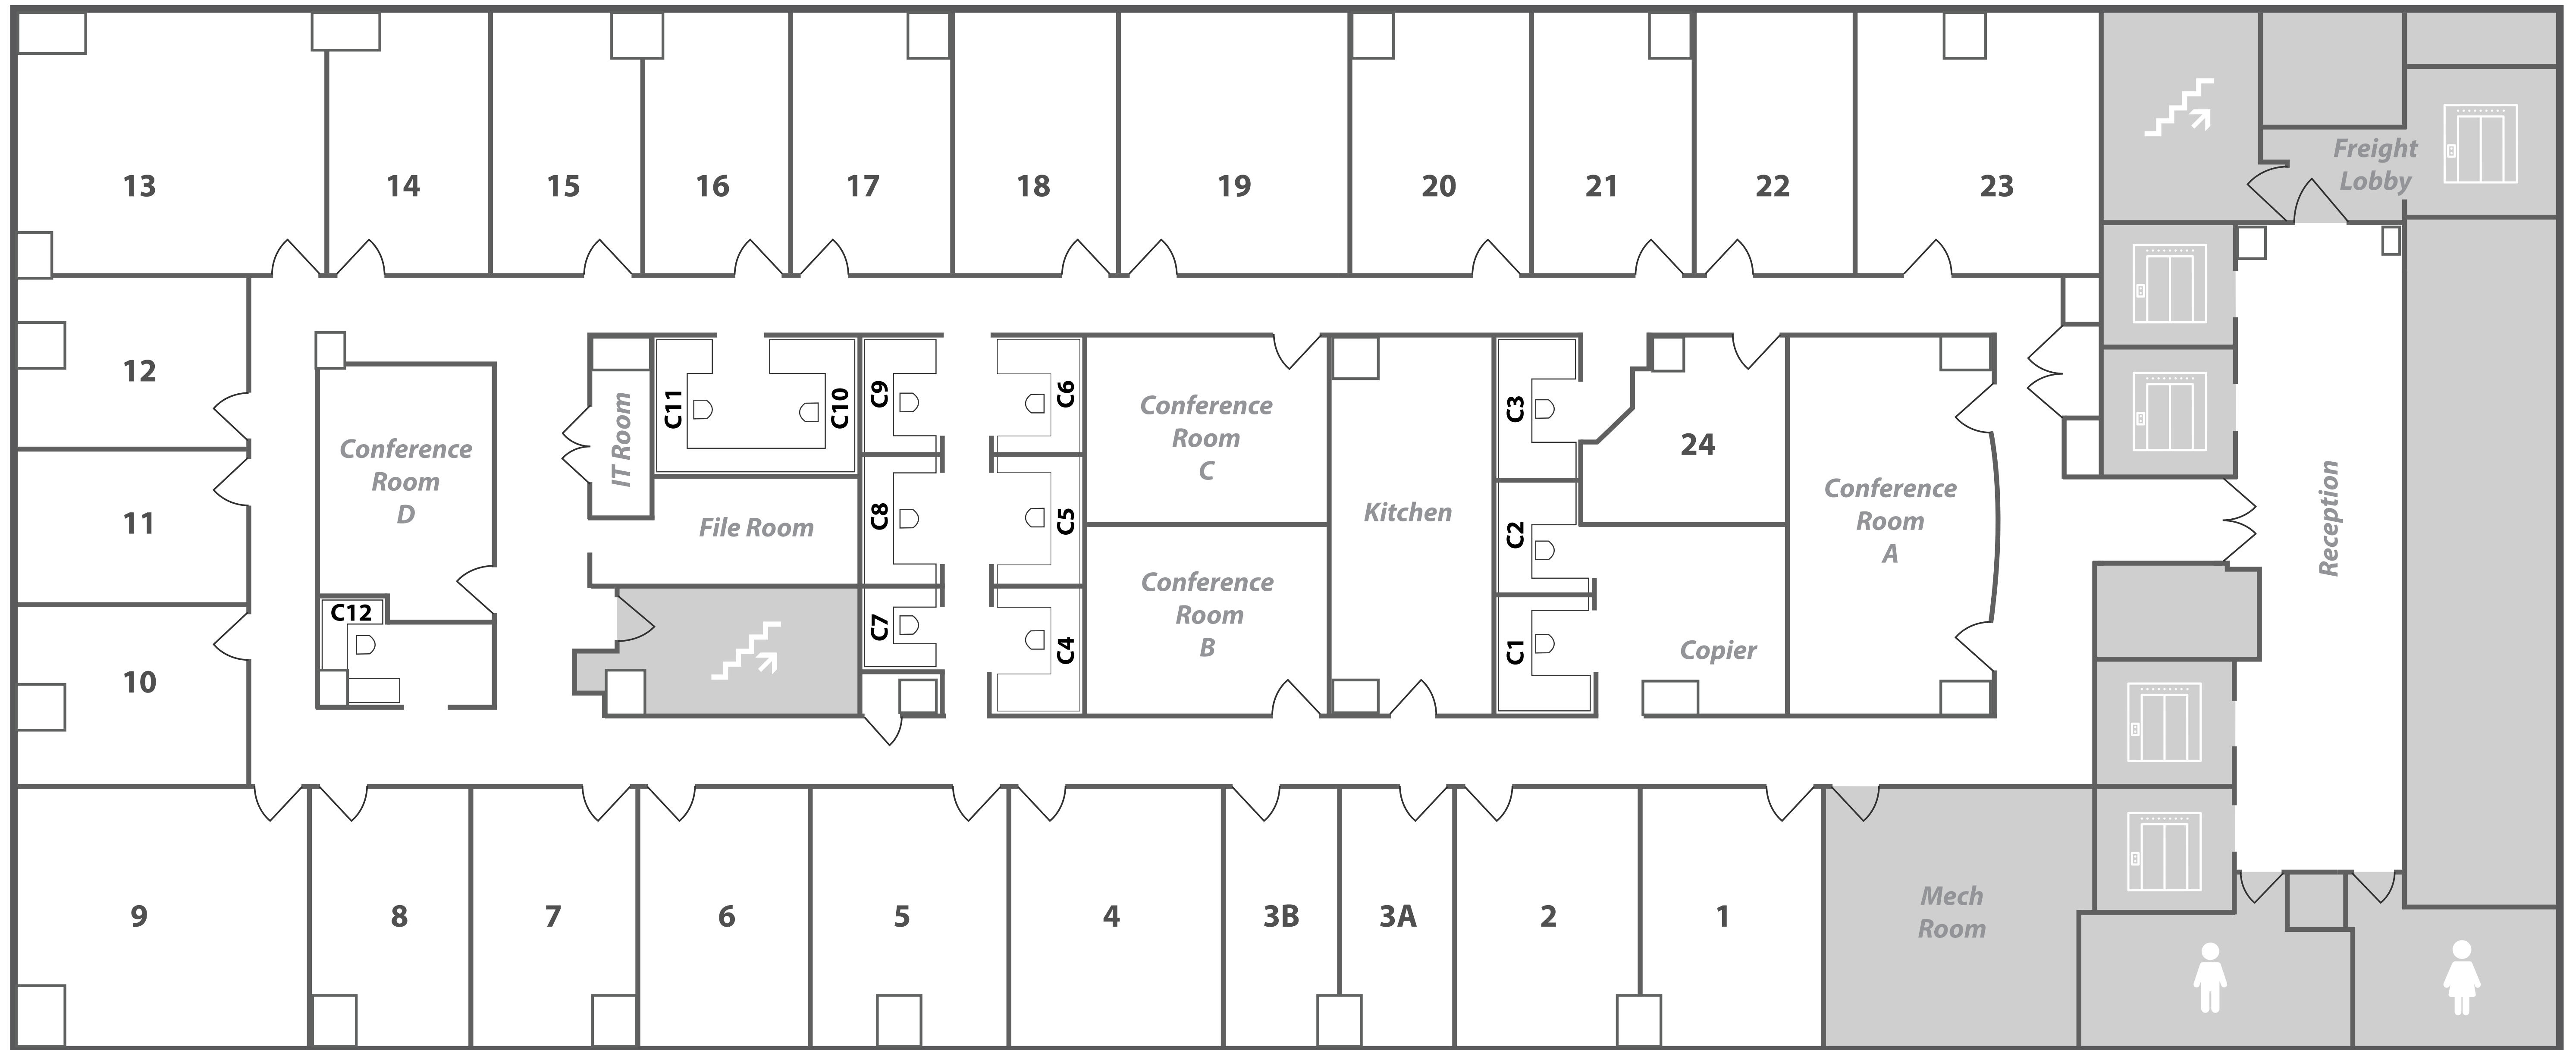 Freight
Lobby
13
14
15
16
17
18
19
20
21
22
23
12
11
10
Conference
Room
D
C12
IT Room
C11
C10
C9
C6
File Room
C8
C5
C7
C4
Conference
Room
C
Conference
Room
B
Kitchen
C3
C2
C1
24
Copier
Conference
Room
A
Reception
9
8
7
6
5
4
3B
3A
2
1
Mech
Room